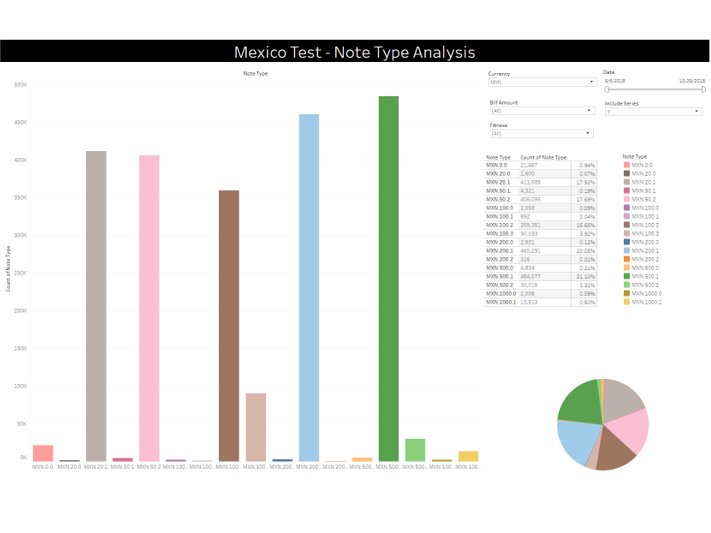 Mexico Test - Note Type Analysis
Note Type
Count of Note Type
500K
450K
400K
350K
300K
250K
200K
150K
100K
50K
0K
MXN.0.0 MXN.20.0 MXN.20.1 MXN.50.1 MXN.50.2 MXN.100. MXN.100. MXN.100. MXN.100. MXN.200. MXN.200. MXN.200. MXN.500. MXN.500. MXN.500. MXN.100. MXN.100.
Currency
MXN
Date
9/6/2018 10/29/2018
Bill Amount
(All)
Include Series
Y
Fitness
(All)
Note Type Count of Note Type
MXN.0.0 21,687 0.94%
MXN.20.0 1,600 0.07%
MXN.20.1 411,609 17.92%
MXN.50.1 4,321 0.19%
MXN.50.2 406,096 17.69%
MXN.100.0 2,093 0.09%
MXN.100.1 892 0.04%
MXN.100.2 15.65%
MXN.100.3 90,033 3.92%
MXN.200.0 2,801 0.12%
MXN.200.1 460,291 20.05%
MXN.200.2 316 0.01%
MXN.500.0 4,834 0.21%
MXN.500.1 484,577 21.10%
MXN.500.2 30,015 1.31%
MXN.1000.0 2,006 0.09%
MXN.1000.1 13,813 0.60%
Note Type
MXN.0.0
MXN.20.0
MXN.20.1
MXN.50.1
MXN.50.2
MXN.100.0
MXN.100.1
MXN.100.2
MXN.100.3
MXN.200.0
MXN.200.1
MXN.200.2
MXN.500.0
MXN.500.1
MXN.500.2
MXN.1000.0
MXN.1000.1